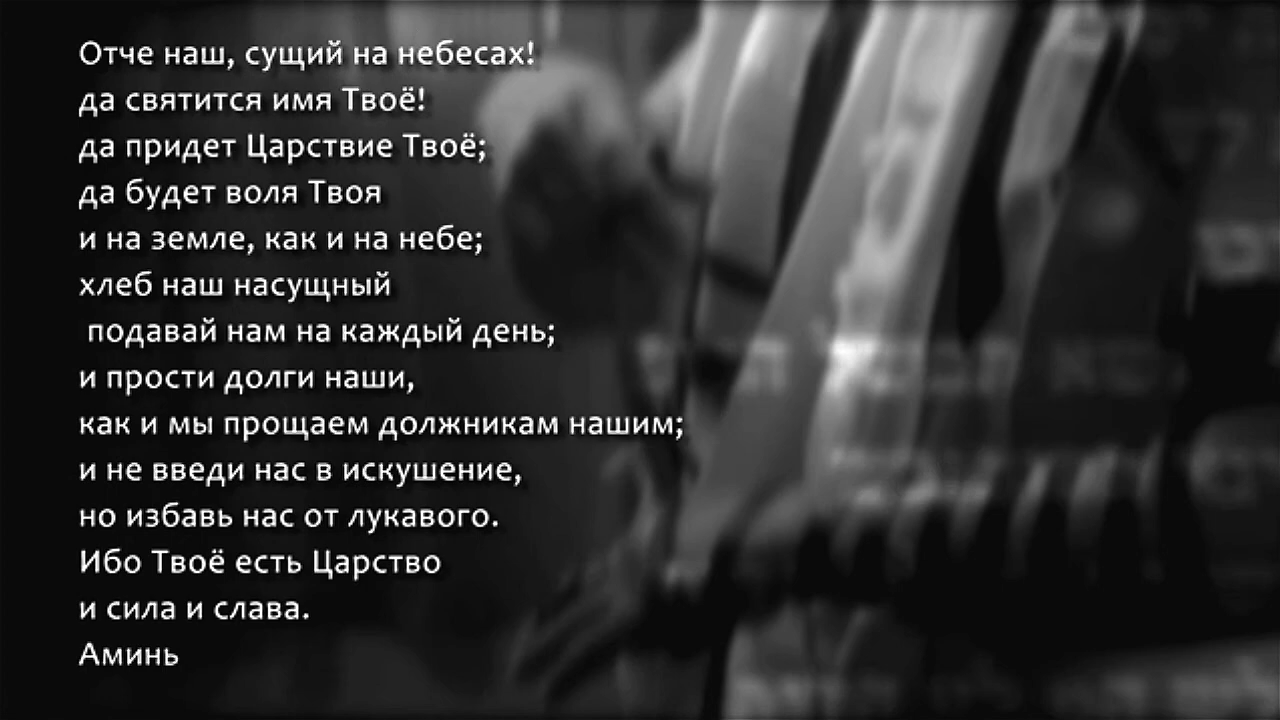 Отче наш, сущий на небесах!
да святится имя Твоё!
да придет Царствие Твоё;
да будет воля Твоя
и на земле, как и на небе;
хлеб наш насущный
подавай нам на каждый день;
и прости долги наши,
как и мы прощаем должникам нашим;
и не введи нас в искушение,
но избавь нас от лукавого.
Ибо Твоё есть Царство
и сила и слава.
Аминь